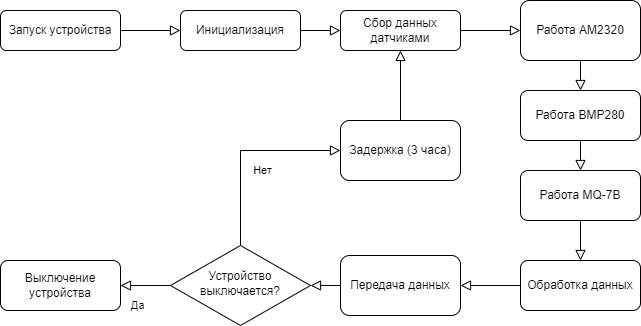 Запуск устройства
Инициализация
Сбор данных
датчиками
Работа AM2320
Работа BMP280
Задержка (3 часа)
Нет
Работа MQ-7B
Выключение
устройства
Да
Устройство
выключается?
Передача данных
Обработка данных